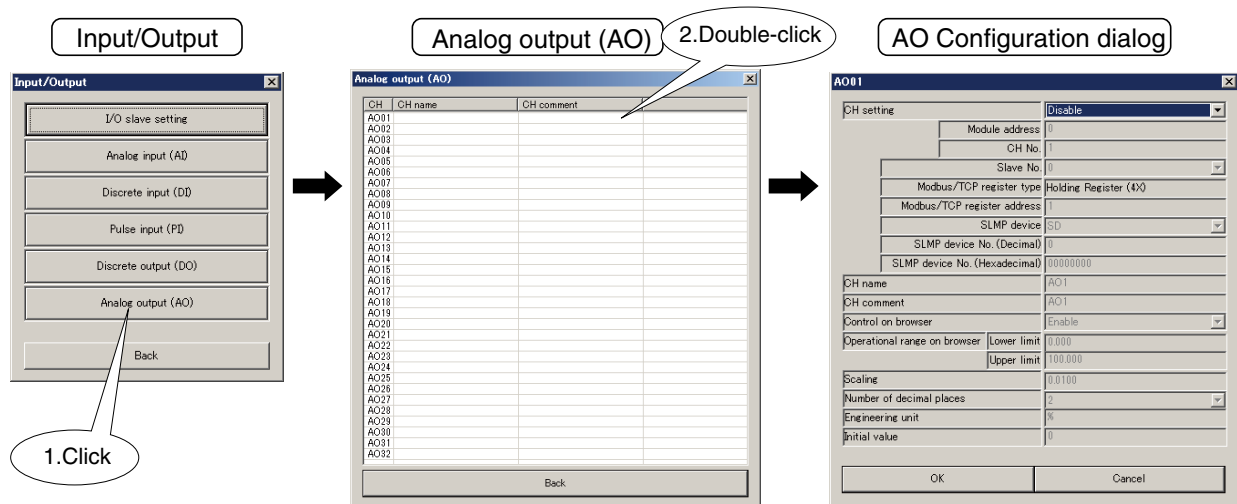 Input/Output
Analog output (AO)
2.Double-click
AO Configuration dialog
Input/Output
I/O slave setting
Analog input (AI)
Discrete input (DI)
Pulse input (PI)
Discrete output (DO)
Analog output (AO)
Back
1.Click
Analog output (AO)
CH CH name CH comment
AO01
AO02
AO03
AO04
AO05
AO06
AO07
AO08
AO09
AO10
AO11
AO12
AO13
AO14
AO15
AO16
AO17
AO18
AO19
AO20
AO21
AO22
AO23
AO24
AO25
AO26
AO27
AO28
AO29
AO30
AO31
AO32
Back
AO01
CH setting Disable
Module address 0
CH No. 1
Slave No. 0
Modbus/TCP register type Holding Register (4X)
Modbus/TCP register address 1
SLMP device SD
SLMP device No. (Decimal) 0
SLMP device No. (Hexadecimal) 00000000
CH name AO1
CH comment AO1
Control on browser Enable
Operational range on browser Lower limit 0.000
Upper limit 100.000
Scaling 0.0100
Number of decimal places 2
Engineering unit %
Initial value 0
OK Cancel